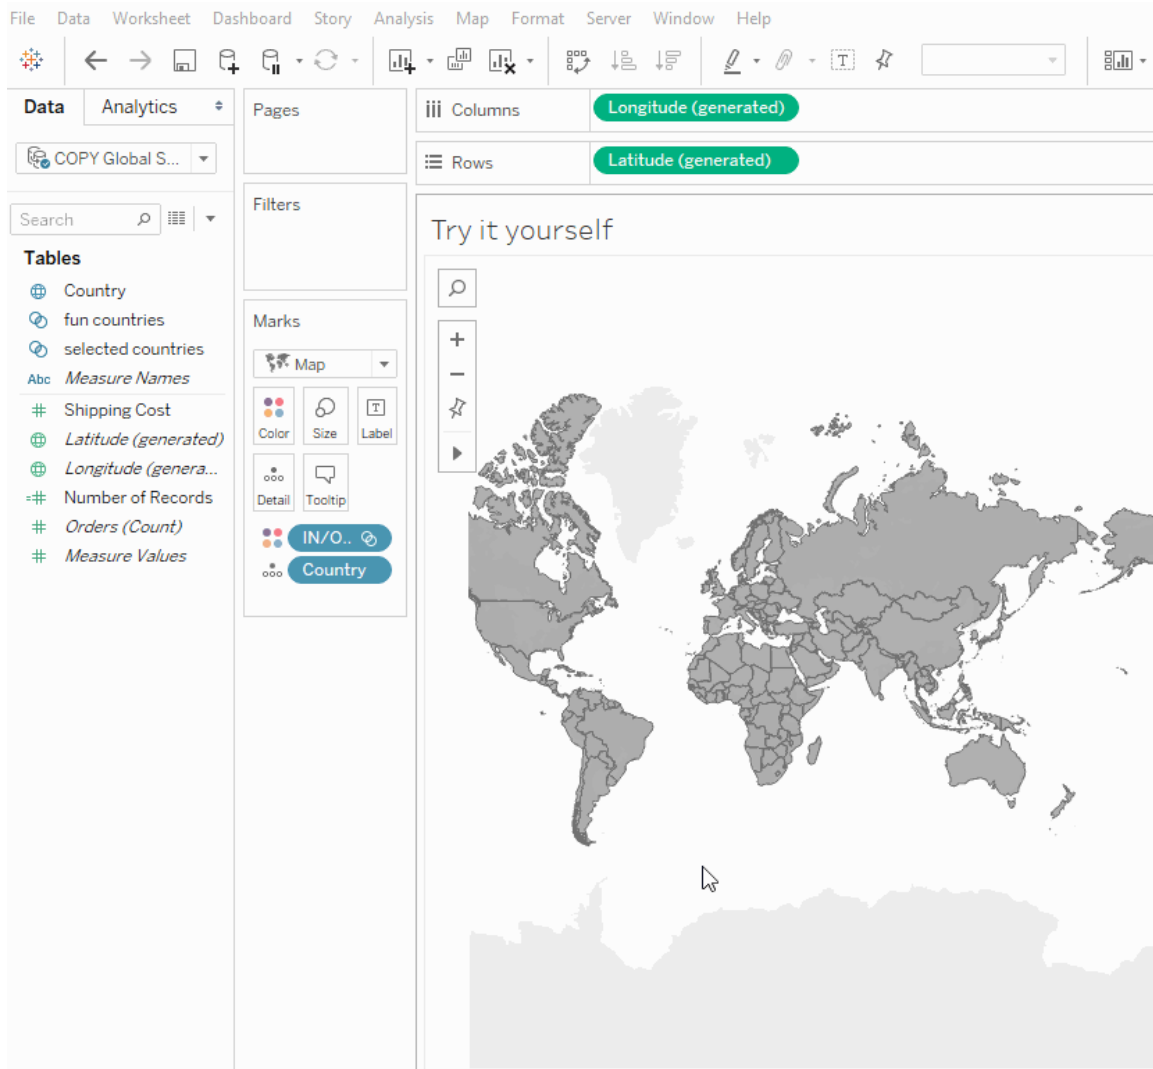 File Data Worksheet Dashboard Story Analysis Map Format Server Window Help
Data Analytics
COPY Global S...
Search
Tables
Country
fun countries
selected countries
Abc Measure Names
Shipping Cost
Latitude (generated)
Longitude (genera...
Number of Records
Orders (Count)
Measure Values
Pages
Filters
Marks
Map
Color Size Label
Detail Tooltip
IN/O..
Country
Columns Longitude (generated)
Rows Latitude (generated)
Try it yourself